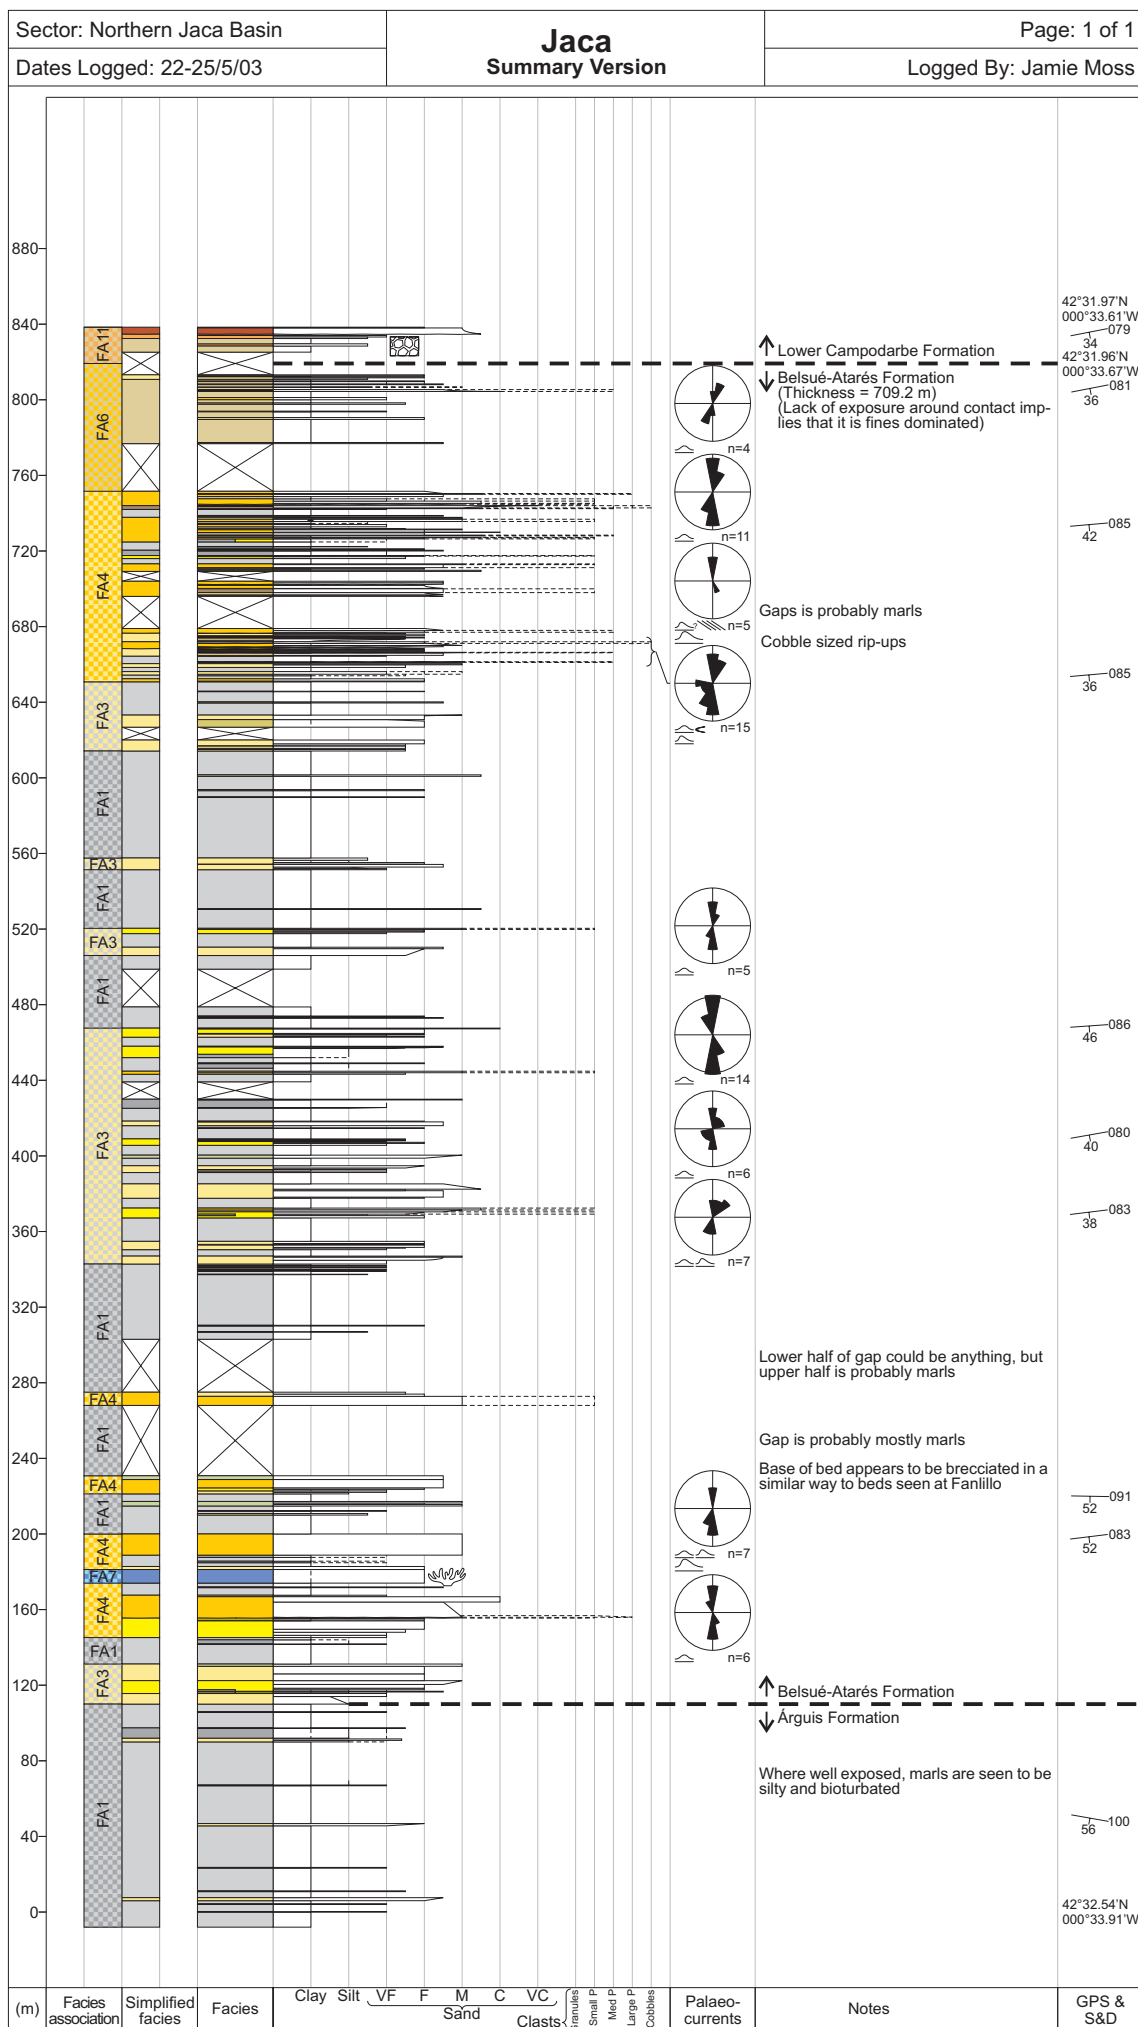 Sector: Northern Jaca Basin
Dates Logged: 22-25/5/03
Jaca
Summary Version
Page: 1 of 1
Logged By: Jamie Moss
880
840
800
760
720
680
640
600
560
520
480
440
400
360
320
280
240
200
160
120
80
40
0
FA11
FA6
FA4
FA3
FA1
FA3
FA1
FA3
FA1
FA3
FA1
FA4
FA1
FA4
FA1
FA4
FA7
FA4
FA1
FA3
FA1
n=4
n=11
n=5
n=15
n=5
n=14
n=6
n=7
n=7
n=6
Lower Campodarbe Formation
Belsué-Atarés Formation
(Thickness = 709.2 m)
(Lack of exposure around contact imp-
lies that it is fines dominated)
Gaps is probably marls
Cobble sized rip-ups
Lower half of gap could be anything, but
upper half is probably marls
Gap is probably mostly marls
Base of bed appears to be brecciated in a
similar way to beds seen at Fanlillo
Belsué-Atarés Formation
Árguis Formation
Where well exposed, marls are seen to be
silty and bioturbated
42°31.97'N
000°33.61'W
079
34
42°31.96'N
000°33.67'W
081
36
085
42
085
36
086
46
080
40
083
38
091
52
083
52
100
56
42°32.54'N
000°33.91'W
(m)
Facies
association
Simplified
facies
Facies
Clay Silt VF F M C VC
Sand
Clasts
Granules
Small P
Med P
Large P
Cobbles
Palaeo-
currents
Notes
GPS &
S&D